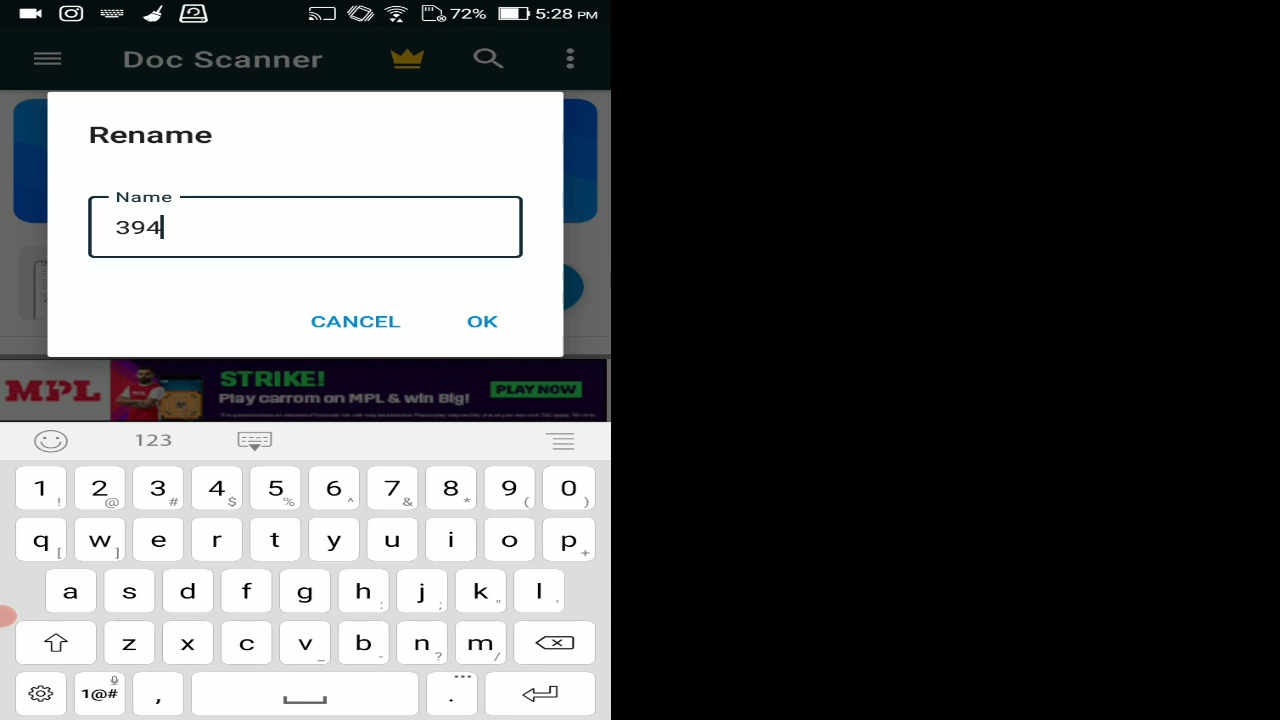 72% 5:28 PM
Doc Scanner
Rename
Name
394
CANCEL OK
MPL
STRIKE!
Play carrom on MPL & win Big!
PLAY NOW
123
1 ! 2 @ 3 # 4 $ 5 % 6 ^ 7 & 8 * 9 ( 0 )
q [ w ] e r t y u i o p +
a s d f g h : j ; k " l '
z x c v _ b - n ? m /
1@# , .